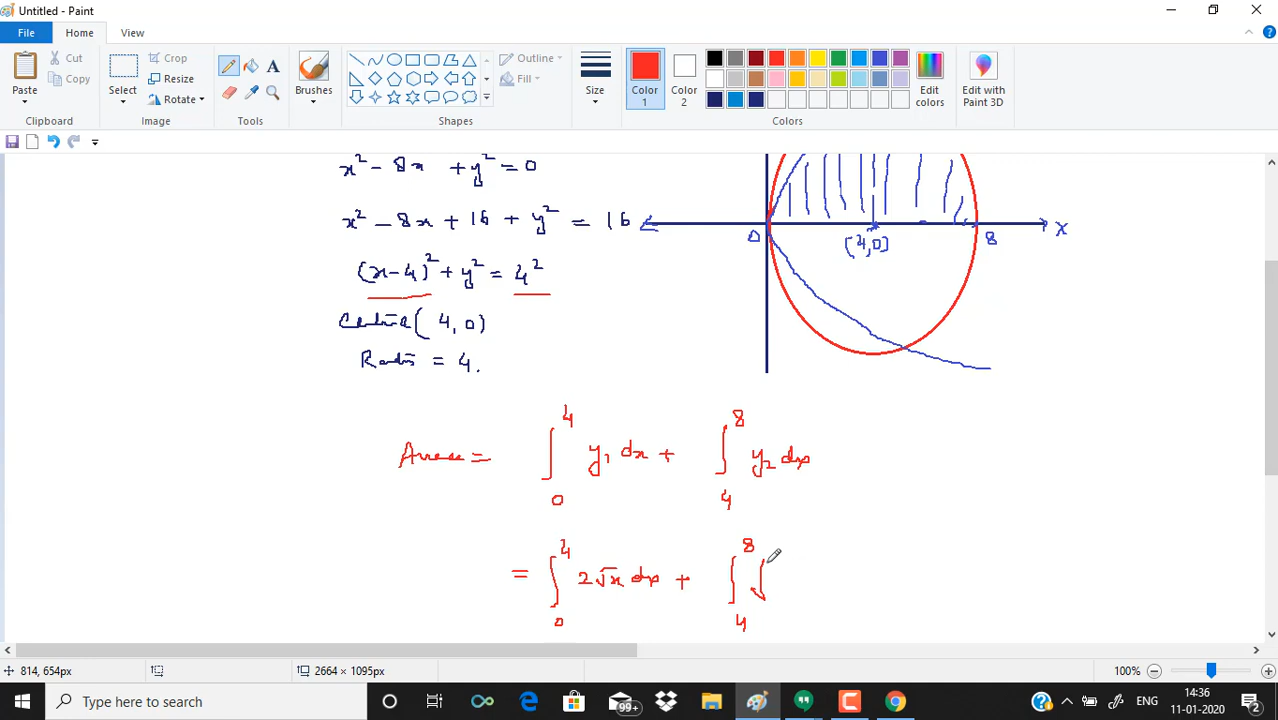 Untitled - Paint
File Home View
Paste
Cut
Copy
Clipboard
Select
Crop
Resize
Rotate
Image
Tools
Brushes
Shapes
Outline
Fill
Size
Color 1
Color 2
Colors
Edit colors
Edit with Paint 3D
x² - 8x + y² = 0
x² - 8x + 16 + y² = 16
(x-4)² + y² = 4²
Centre (4,0)
Radius = 4.
0 (4,0) 8 X
Area = ∫₀⁴ y₁ dx + ∫₄⁸ y₂ dx
= ∫₀⁴ 2√x dx + ∫₄⁸ √
814, 654px
2664 × 1095px
100%
Type here to search
99+
ENG
14:36
11-01-2020
2